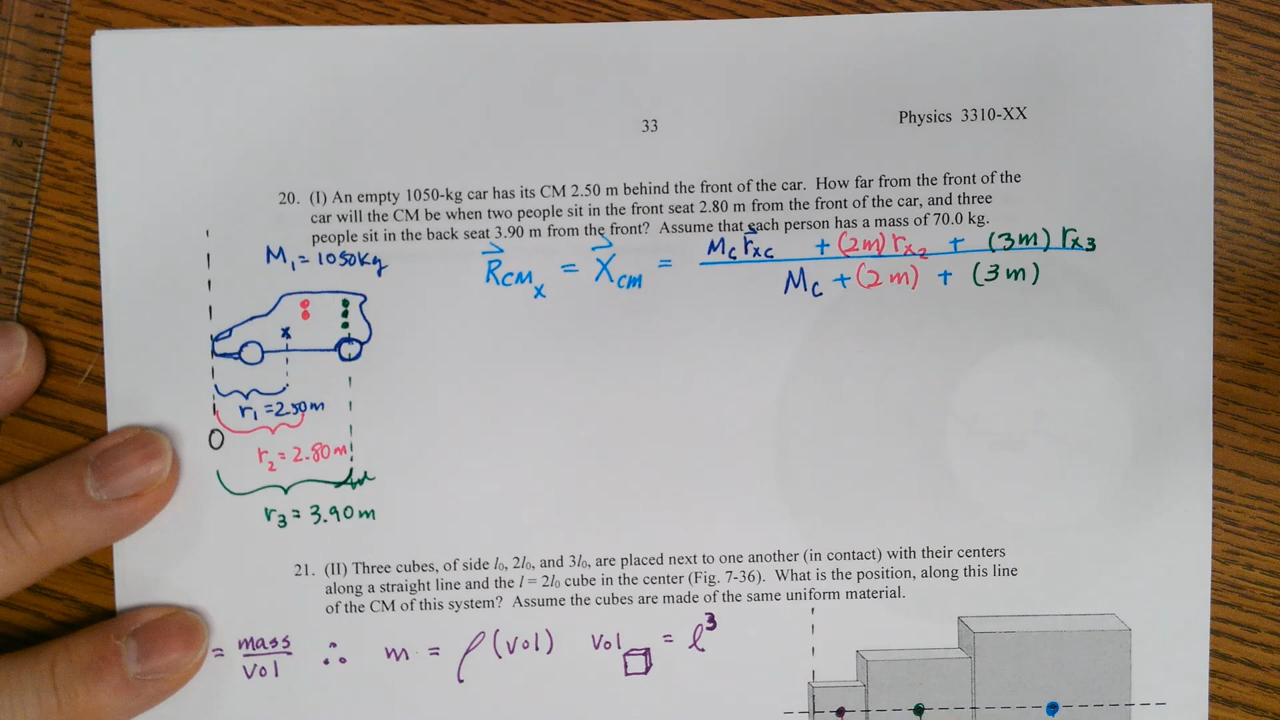 33
Physics 3310-XX
20. (I) An empty 1050-kg car has its CM 2.50 m behind the front of the car. How far from the front of the
car will the CM be when two people sit in the front seat 2.80 m from the front of the car, and three
people sit in the back seat 3.90 m from the front? Assume that each person has a mass of 70.0 kg.
M₁ = 1050kg
R⃗CMₓ = X⃗CM = (Mc r⃗xc + (2m) rx₂ + (3m) rx₃) / (Mc + (2m) + (3m))
x
r₁ = 2.50m
O
r₂ = 2.80m
r₃ = 3.90m
21. (II) Three cubes, of side l₀, 2l₀, and 3l₀, are placed next to one another (in contact) with their centers
along a straight line and the l = 2l₀ cube in the center (Fig. 7-36). What is the position, along this line
of the CM of this system? Assume the cubes are made of the same uniform material.
= mass/vol ∴ m = ρ(vol) vol = l³